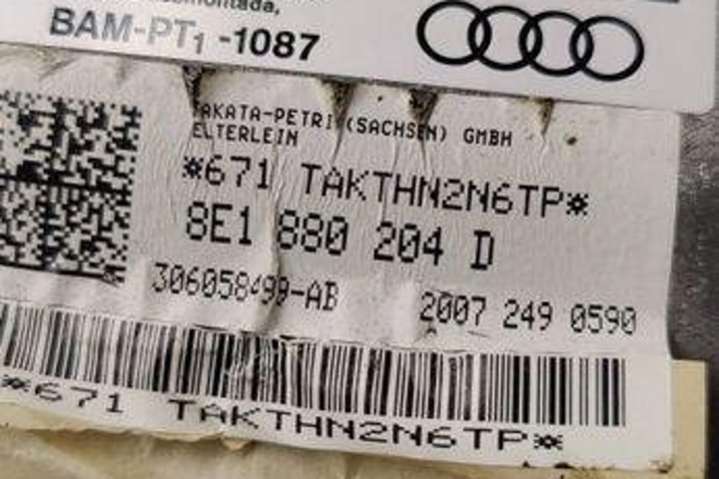 BAM-PT1 -1087
TAKATA-PETRI (SACHSEN) GMBH
ELTERLEIN
*671 TAKTHN2N6TP*
8E1 880 204 D
306058499-AB 2007 249 0590
*671 TAKTHN2N6TP*